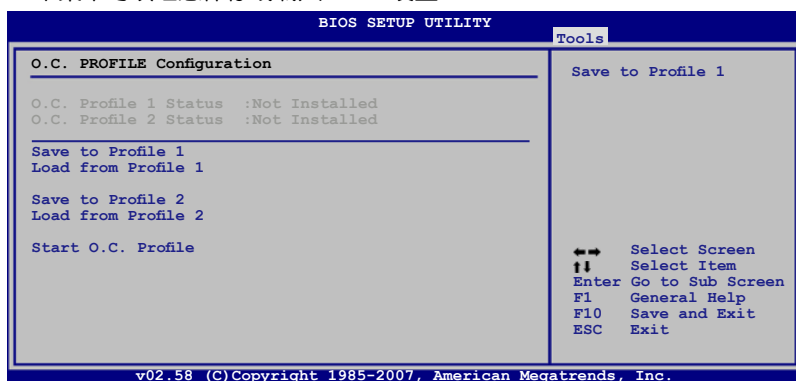 BIOS SETUP UTILITY
Tools
O.C. PROFILE Configuration
O.C. Profile 1 Status :Not Installed
O.C. Profile 2 Status :Not Installed
Save to Profile 1
Load from Profile 1
Save to Profile 2
Load from Profile 2
Start O.C. Profile
Save to Profile 1
←→ Select Screen
↑↓ Select Item
Enter Go to Sub Screen
F1 General Help
F10 Save and Exit
ESC Exit
v02.58 (C)Copyright 1985-2007, American Megatrends, Inc.